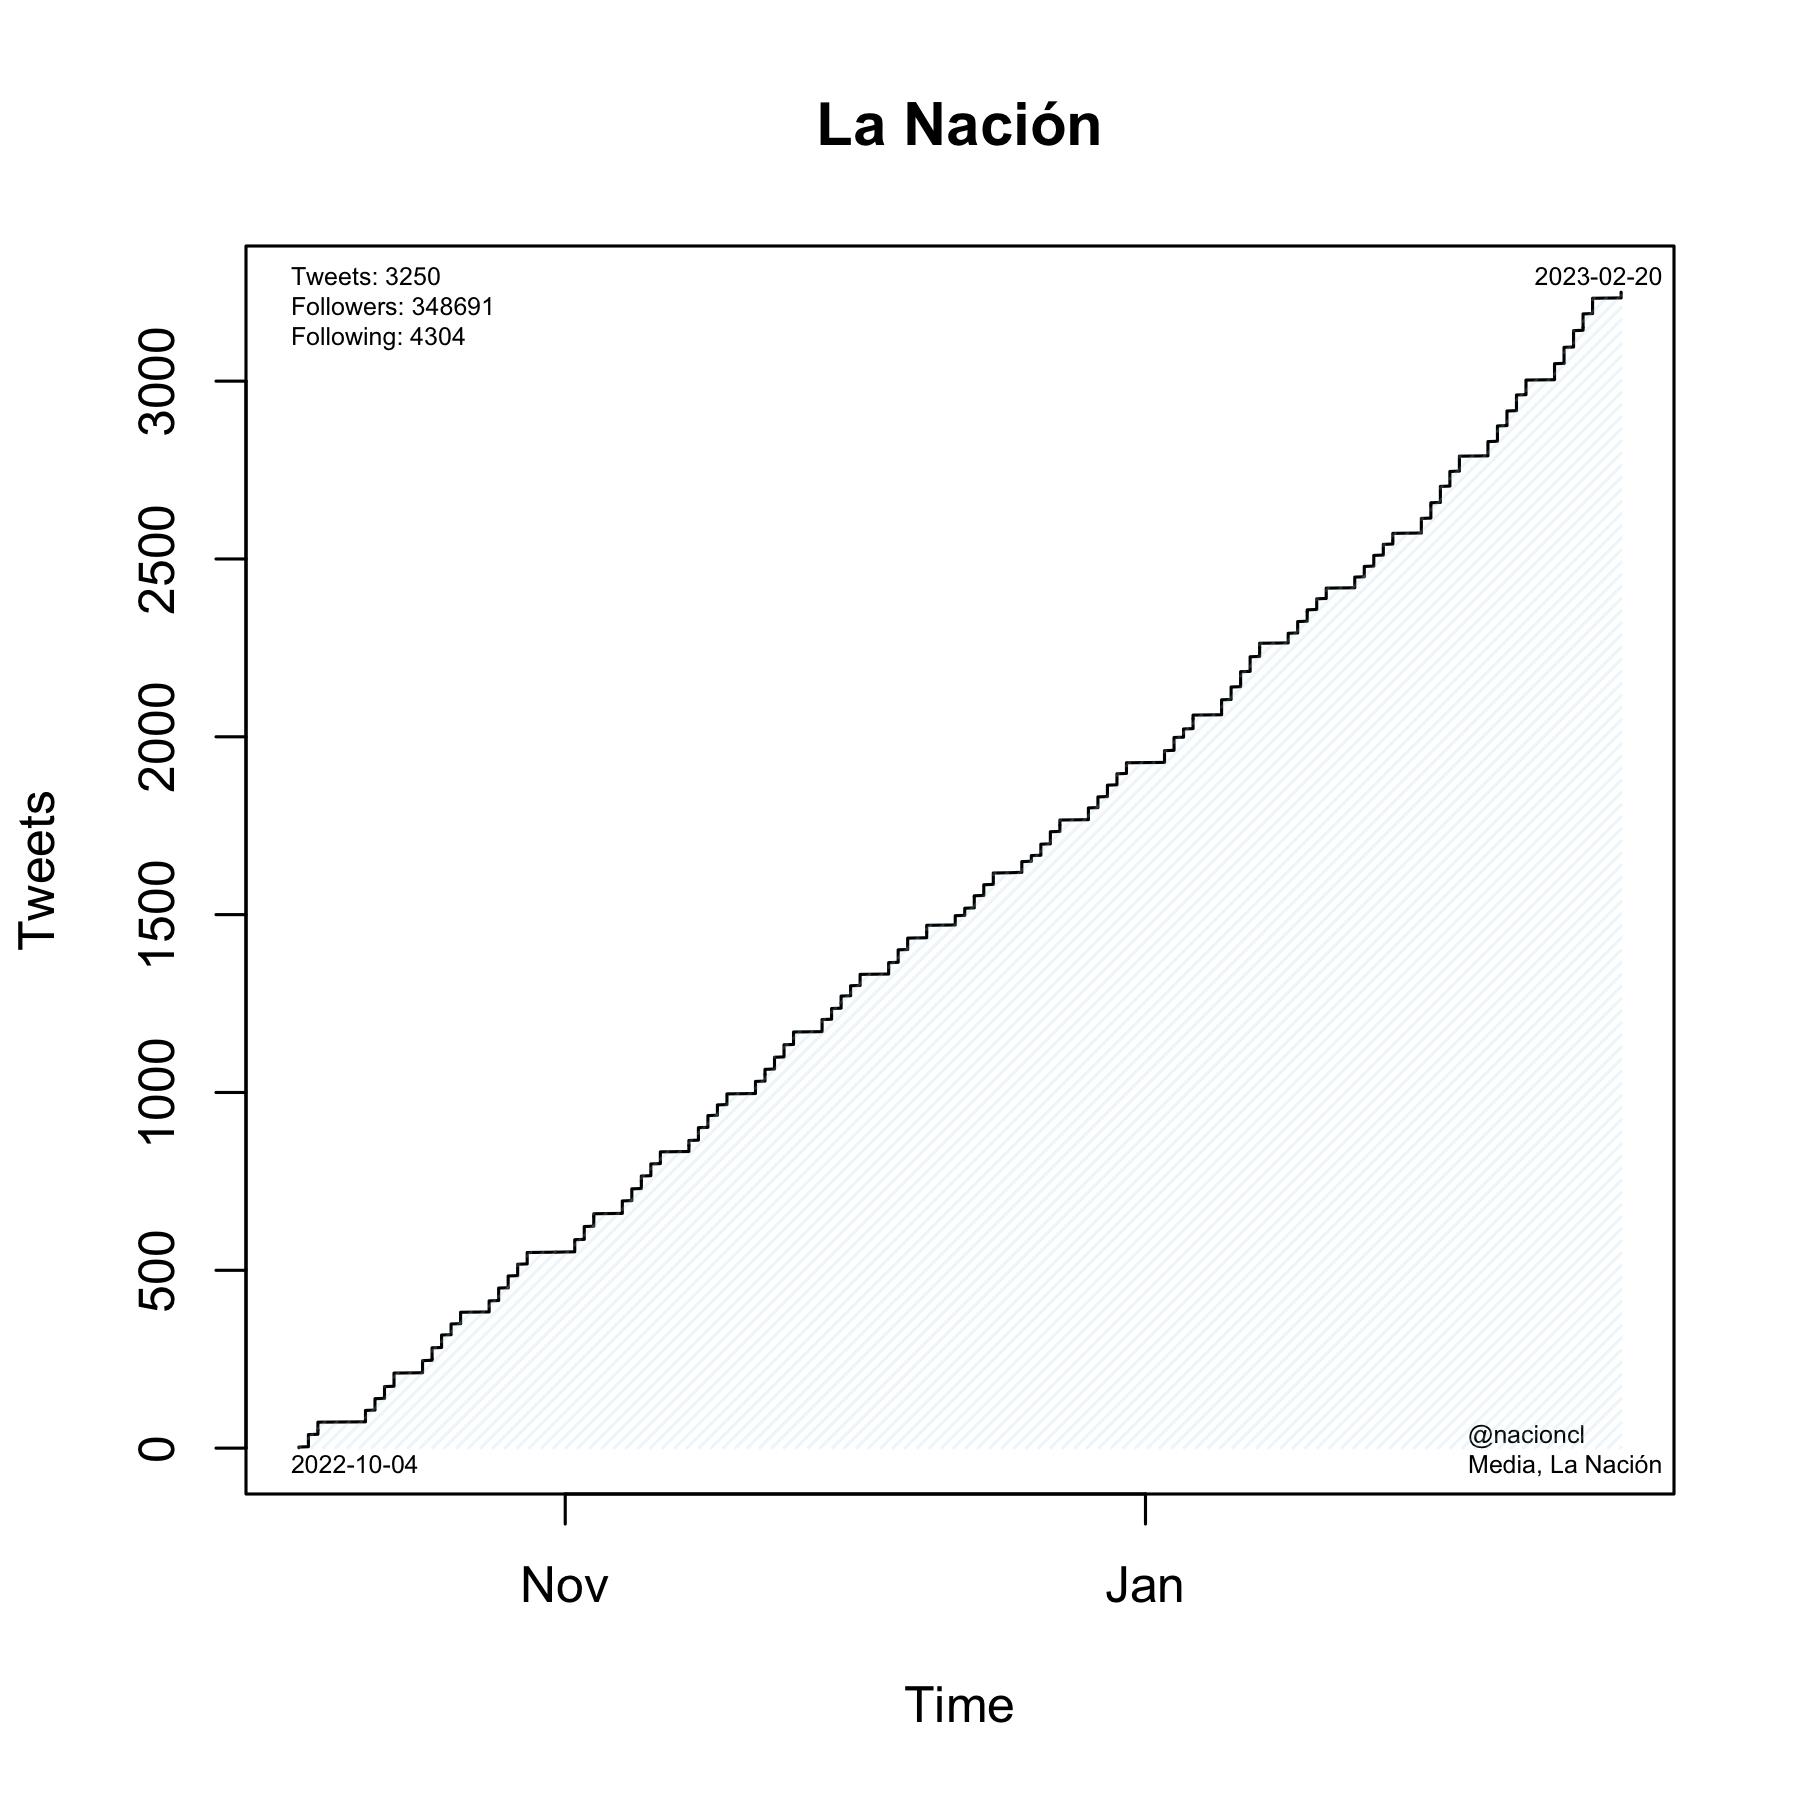 La Nación
Tweets: 3250
Followers: 348691
Following: 4304
2023-02-20
3000
2500
2000
1500
1000
500
0
Tweets
2022-10-04
@nacioncl
Media, La Nación
Nov
Jan
Time